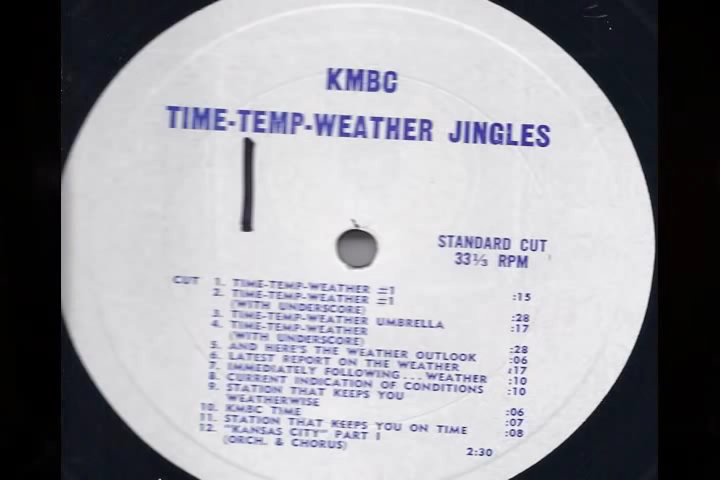 KMBC
TIME-TEMP-WEATHER JINGLES
1
STANDARD CUT
33⅓ RPM
CUT 1. TIME-TEMP-WEATHER #1 :15
2. TIME-TEMP-WEATHER #1
(WITH UNDERSCORE) :28
3. TIME-TEMP-WEATHER UMBRELLA :17
4. TIME-TEMP-WEATHER
(WITH UNDERSCORE) :28
5. AND HERE'S THE WEATHER OUTLOOK :06
6. LATEST REPORT ON THE WEATHER :17
7. IMMEDIATELY FOLLOWING...WEATHER :10
8. CURRENT INDICATION OF CONDITIONS :10
9. STATION THAT KEEPS YOU
WEATHERWISE :06
10. KMBC TIME :07
11. STATION THAT KEEPS YOU ON TIME :08
12. "KANSAS CITY" PART I
(ORCH. & CHORUS) 2:30